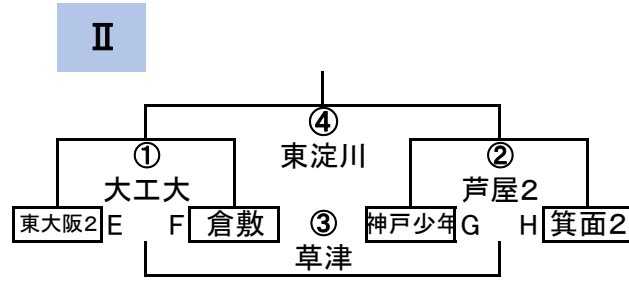 Ⅱ
④
東淀川
①
大工大
②
芦屋2
東大阪2 E F 倉敷
③
草津
神戸少年 G H 箕面2